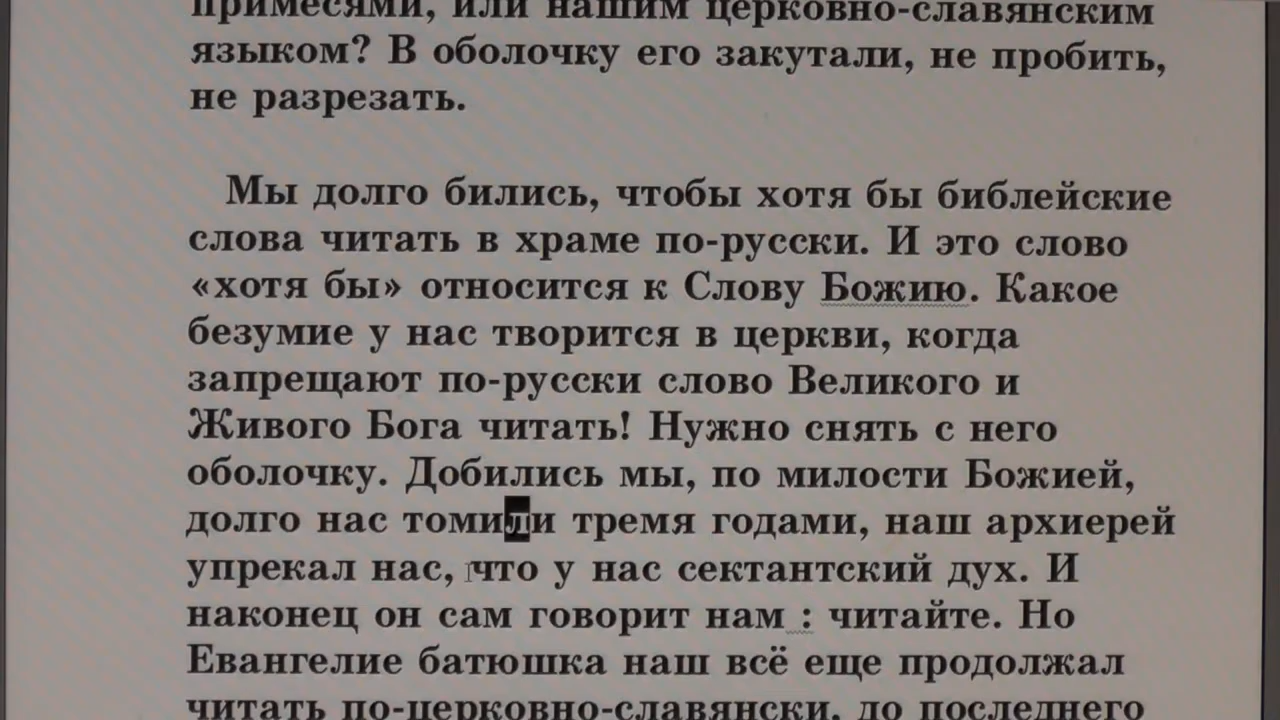 примесями, или нашим церковно-славянским
языком? В оболочку его закутали, не пробить,
не разрезать.
Мы долго бились, чтобы хотя бы библейские
слова читать в храме по-русски. И это слово
«хотя бы» относится к Слову Божию. Какое
безумие у нас творится в церкви, когда
запрещают по-русски слово Великого и
Живого Бога читать! Нужно снять с него
оболочку. Добились мы, по милости Божией,
долго нас томили тремя годами, наш архиерей
упрекал нас, что у нас сектантский дух. И
наконец он сам говорит нам : читайте. Но
Евангелие батюшка наш всё еще продолжал
читать по-церковно-славянски, до последнего